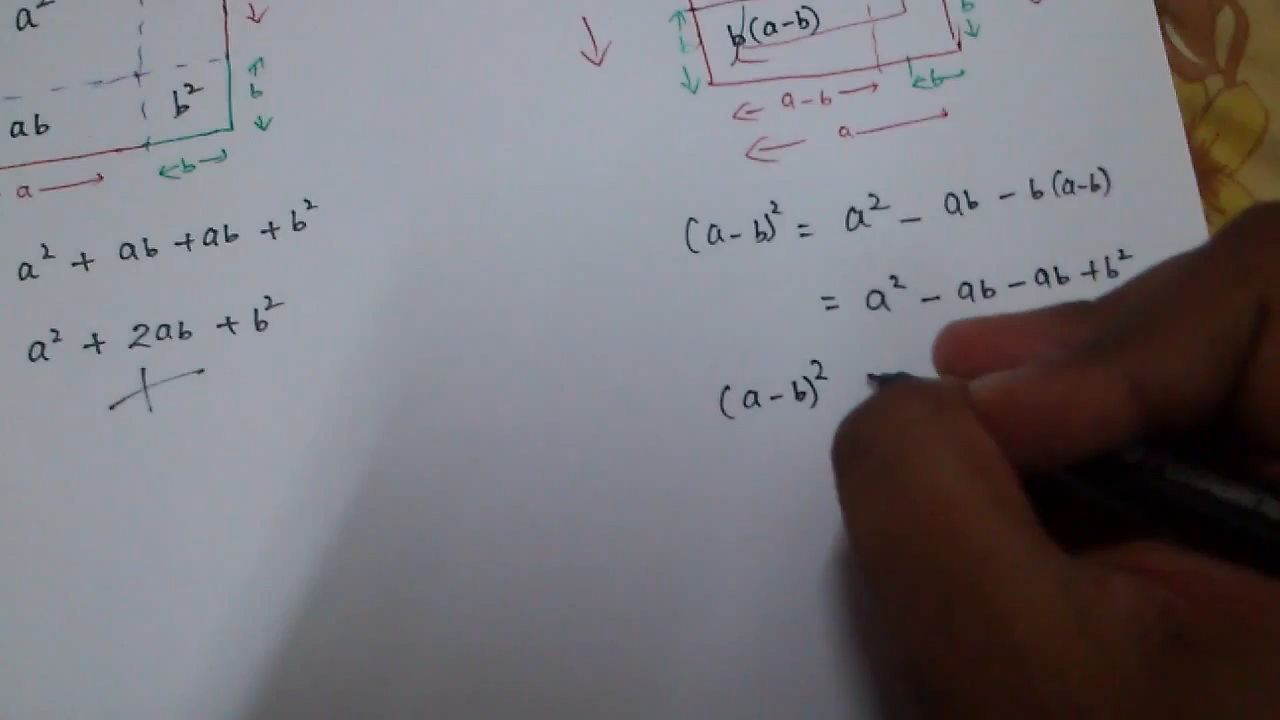 a²
b
ab
b²
a
b
a² + ab + ab + b²
a² + 2ab + b²
b(a-b)
b
a-b
b
a
(a-b)² = a² - ab - b(a-b)
= a² - ab - ab + b²
(a-b)²